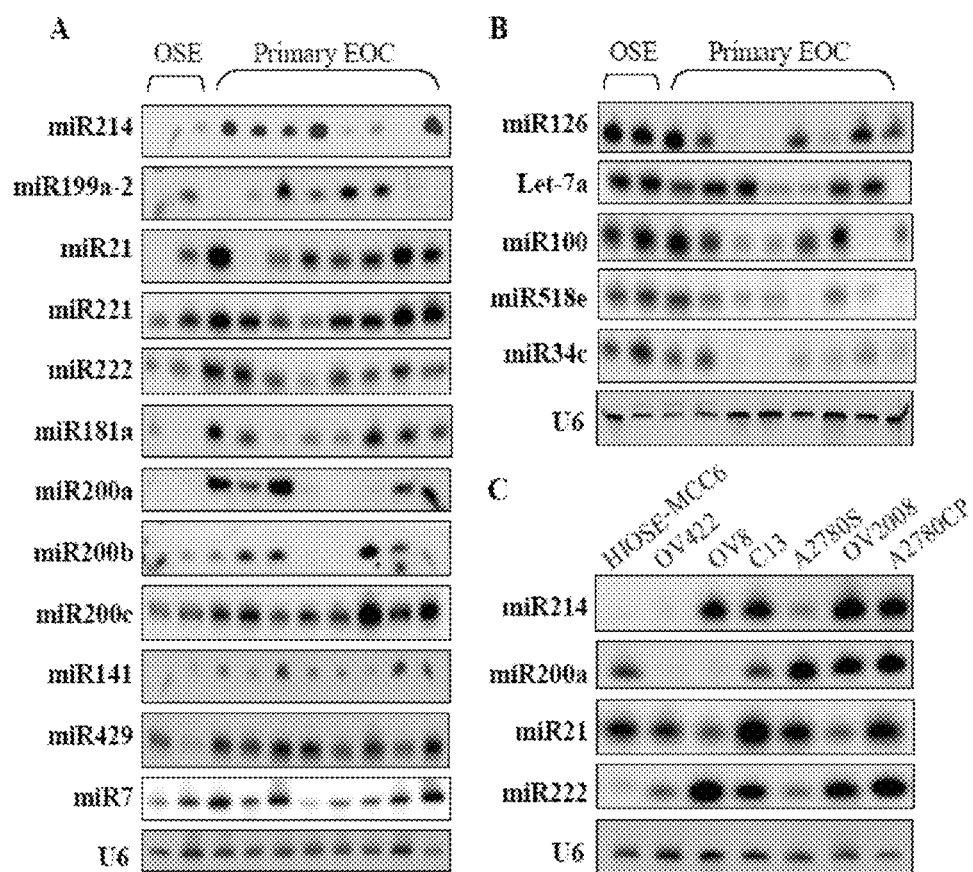 A
OSE
Primary EOC
miR214
miR199a-2
miR21
miR221
miR222
miR181a
miR200a
miR200b
miR200c
miR141
miR429
miR7
U6
B
OSE
Primary EOC
miR126
Let-7a
miR100
miR518e
miR34c
U6
C
HIOSE-MCC6
OV422
OV8
C13
A2780S
OV2008
A2780CP
miR214
miR200a
miR21
miR222
U6